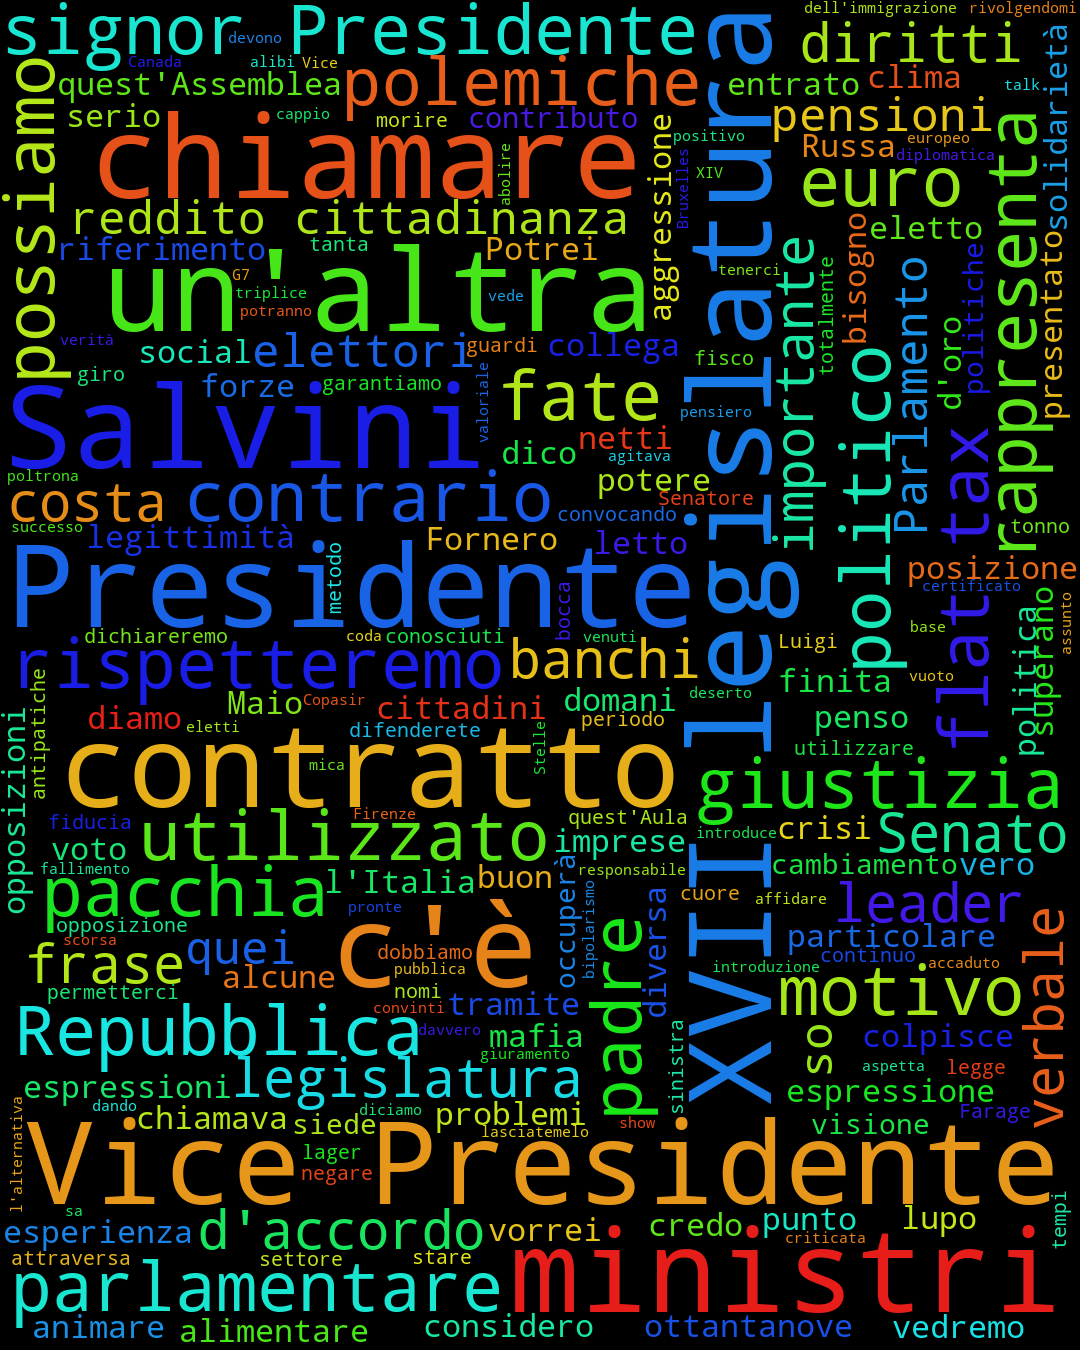 dell'immigrazione rivolgendomi
signor Presidente
devono
diritti
Canada alibi Vice
quest'Assemblea
polemiche
entrato
clima
talk
solidarietà
possiamo
serio
cappio
morire
contributo
pensioni
chiamare
abolire
aggressione
positivo
Russa
europeo
diplomatica
Bruxelles
XIV
euro
rappresenta
reddito cittadinanza
riferimento
tanta
Potrei
eletto
bisogno
presentato
un'altra
G7
triplice
potranno
vede
tenerci
importante
totalmente
Parlamento
politiche
d'oro
verità
social
elettori
guardi
collega
fisco
giro
forze
garantiamo
valoriale
fate
pensiero
politico
Salvini
dico
netti
agitava
flat tax
poltrona
costa
contrario
potere
Senatore
convocando
successo
legittimità
Fornero
letto
tonno
XVIII legislatura
Presidente
metodo
bocca
posizione
certificato
assunto
superano
politica
dichiareremo
coda
conosciuti
venuti
Luigi
base
rispetteremo
banchi
finita
vuoto
antipatiche
opposizioni
Maio
Copasir
cittadini
domani
deserto
diamo
eletti
difenderete
periodo
penso
contratto
mica
Stelle
utilizzare
giustizia
fiducia
Firenze
quest'Aula
voto
utilizzato
imprese
introduce
crisi
Senato
fallimento
pacchia
l'Italia
buon
responsabile
cambiamento
vero
occuperà
bipolarismo
diversa
cuore
affidare
leader
opposizione
pronte
c'è
scorsa
quei
dobbiamo
particolare
frase
alcune
pubblica
introduzione
continuo
accaduto
permetterci
nomi
convinti
tramite
padre
motivo
verbale
Repubblica
davvero
mafia
giuramento
sinistra
so
colpisce
aspetta
legge
espressioni
legislatura
espressione
l'alternativa
dando
chiamava
siede
diciamo
problemi
lasciatemelo
show
Farage
visione
Vice Presidente
lager
negare
sa
esperienza
d'accordo
vorrei
credo
punto
criticata
lupo
tempi
attraversa
settore
stare
parlamentare
ministri
animare
alimentare
considero
ottantanove
vedremo